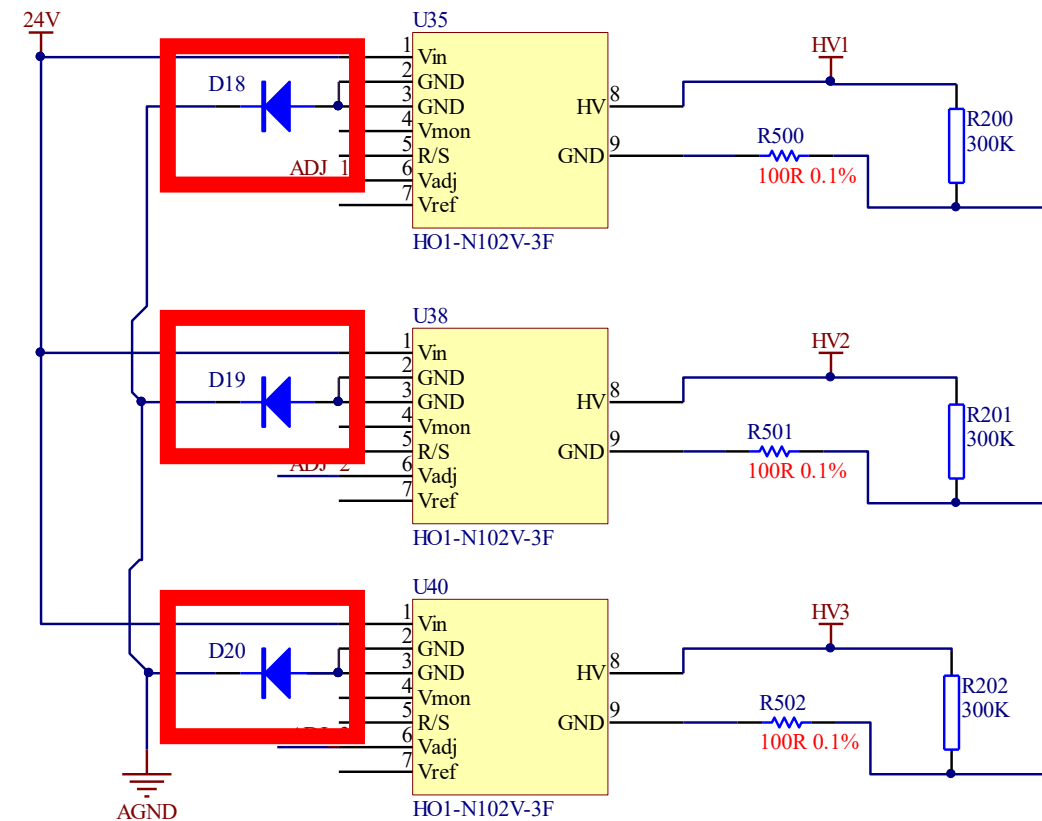 24V
U35
1
Vin
2
GND
3
GND
4
Vmon
5
R/S
6
Vadj
7
Vref
HV
8
GND
9
HO1-N102V-3F
D18
ADJ_1
HV1
R500
100R 0.1%
R200
300K
U38
1
Vin
2
GND
3
GND
4
Vmon
5
R/S
6
Vadj
7
Vref
HV
8
GND
9
HO1-N102V-3F
D19
ADJ_2
HV2
R501
100R 0.1%
R201
300K
U40
1
Vin
2
GND
3
GND
4
Vmon
5
R/S
6
Vadj
7
Vref
HV
8
GND
9
HO1-N102V-3F
D20
HV3
R502
100R 0.1%
R202
300K
AGND